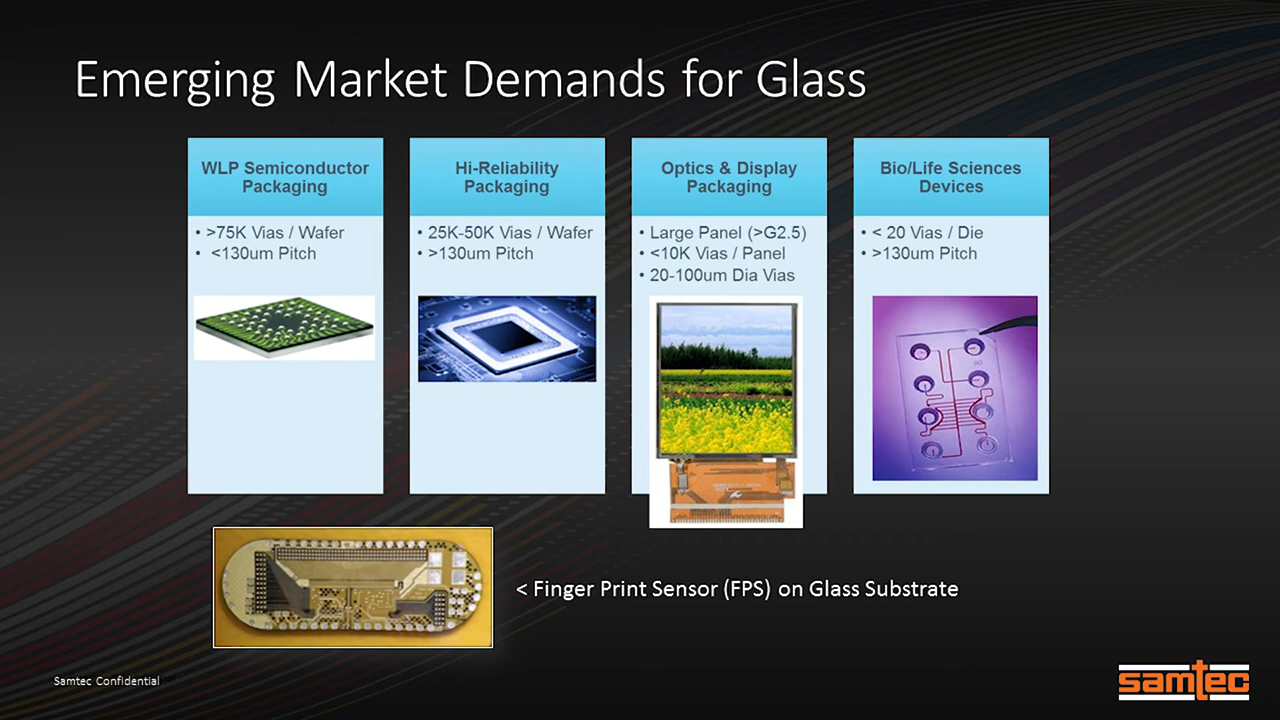 Emerging Market Demands for Glass
WLP Semiconductor
Packaging
• >75K Vias / Wafer
• <130um Pitch
Hi-Reliability
Packaging
• 25K-50K Vias / Wafer
• >130um Pitch
Optics & Display
Packaging
• Large Panel (>G2.5)
• <10K Vias / Panel
• 20-100um Dia Vias
Bio/Life Sciences
Devices
• < 20 Vias / Die
• >130um Pitch
< Finger Print Sensor (FPS) on Glass Substrate
Samtec Confidential
samtec